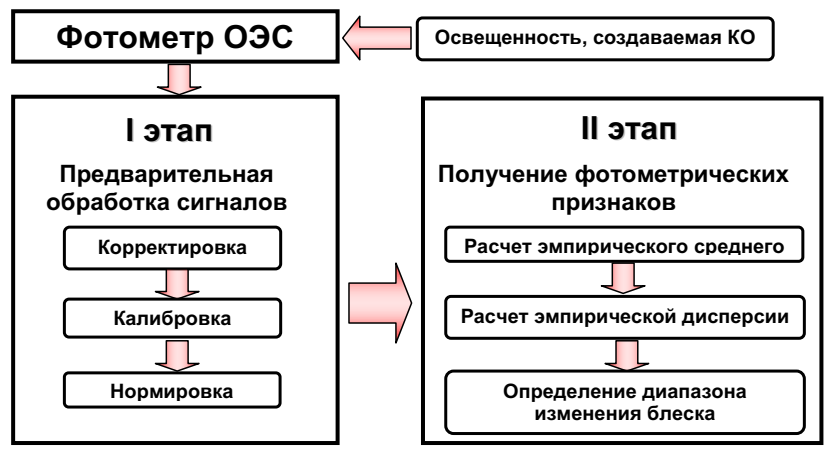 Фотометр ОЭС
Освещенность, создаваемая КО
I этап
Предварительная
обработка сигналов
Корректировка
Калибровка
Нормировка
II этап
Получение фотометрических
признаков
Расчет эмпирического среднего
Расчет эмпирической дисперсии
Определение диапазона
изменения блеска